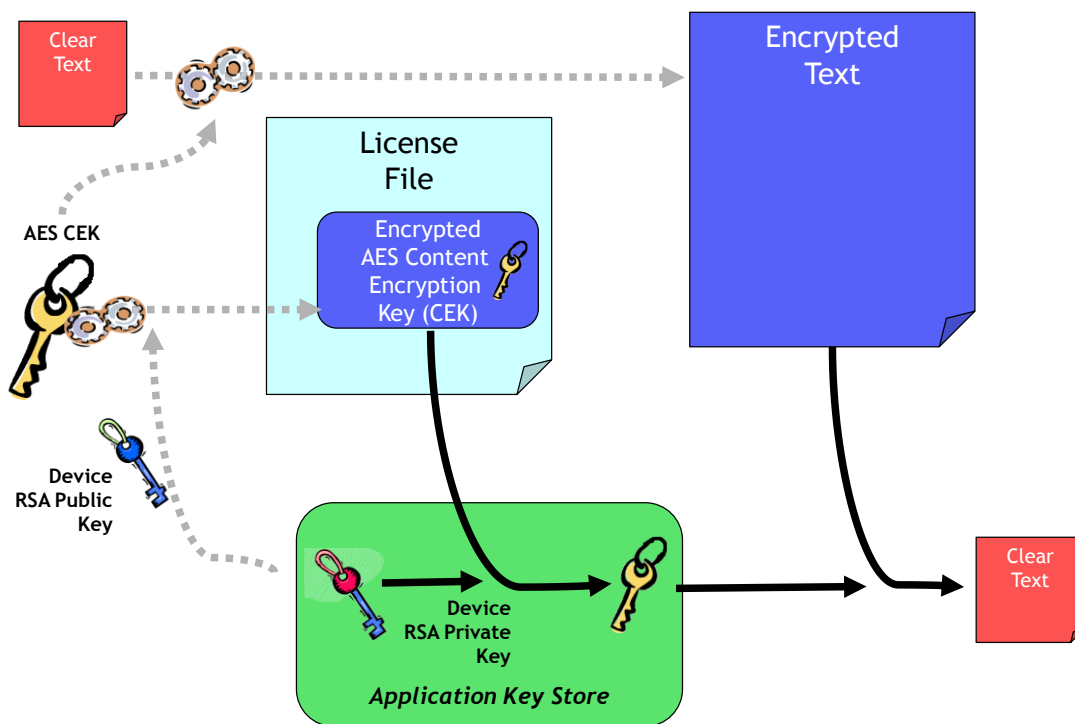 Clear
Text
Encrypted
Text
License
File
Encrypted
AES Content
Encryption
Key (CEK)
AES CEK
Device
RSA Public
Key
Device
RSA Private
Key
Application Key Store
Clear
Text